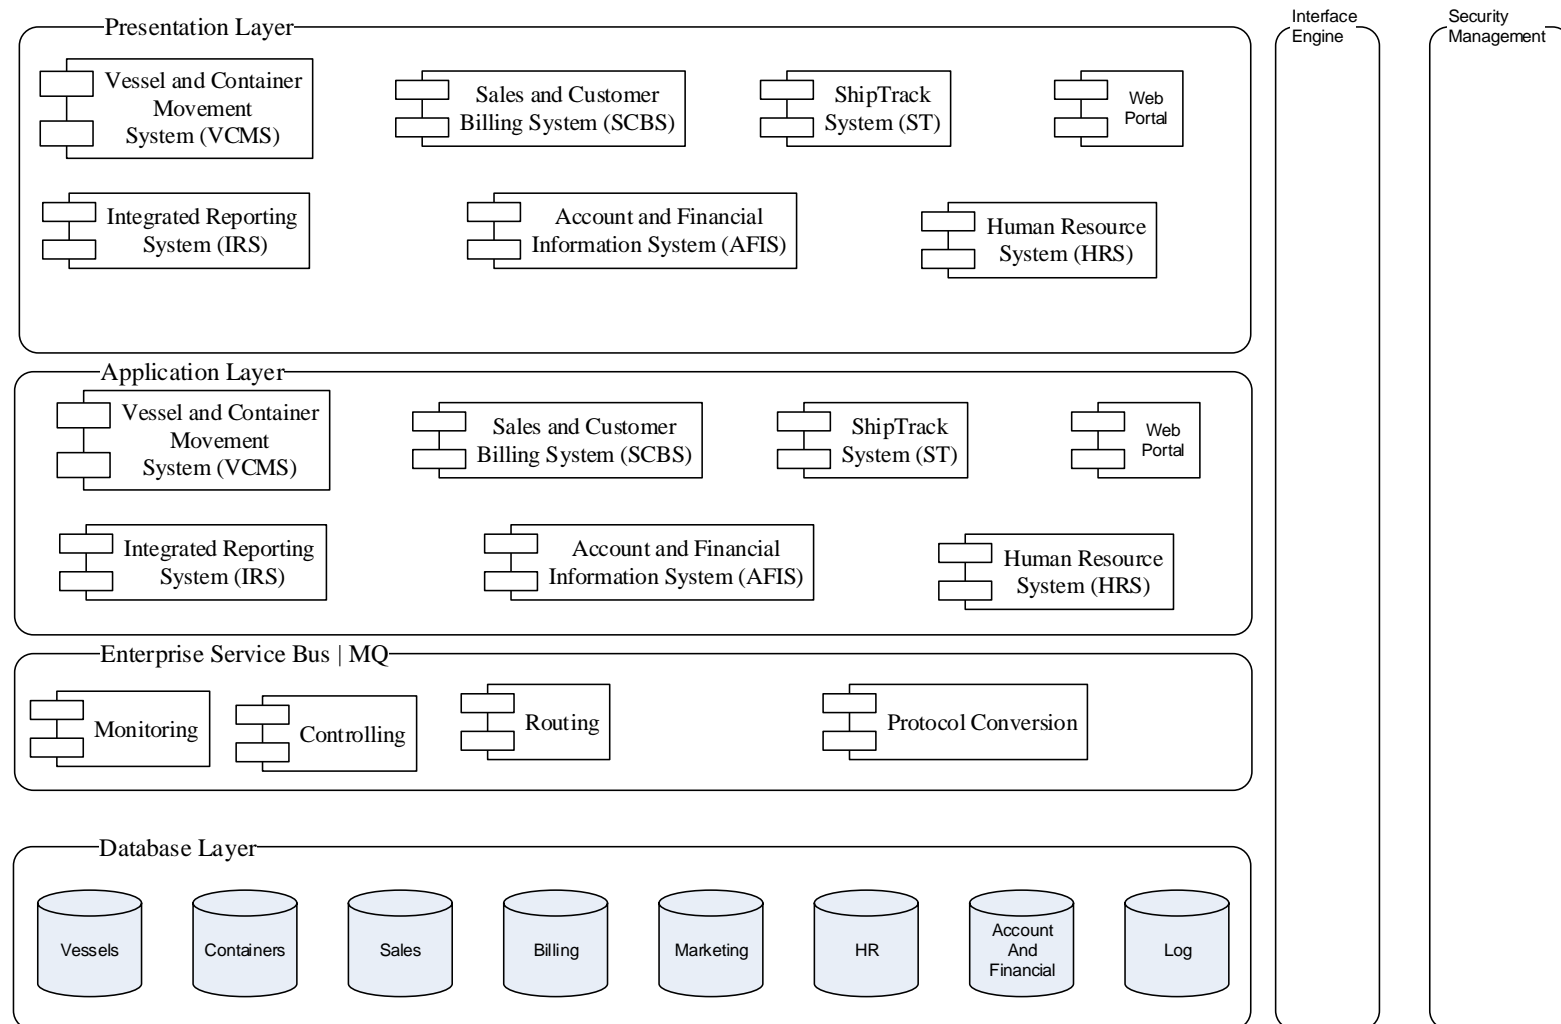 Presentation Layer
Vessel and Container
Movement
System (VCMS)
Sales and Customer
Billing System (SCBS)
ShipTrack
System (ST)
Web
Portal
Integrated Reporting
System (IRS)
Account and Financial
Information System (AFIS)
Human Resource
System (HRS)
Application Layer
Vessel and Container
Movement
System (VCMS)
Sales and Customer
Billing System (SCBS)
ShipTrack
System (ST)
Web
Portal
Integrated Reporting
System (IRS)
Account and Financial
Information System (AFIS)
Human Resource
System (HRS)
Enterprise Service Bus | MQ
Monitoring
Controlling
Routing
Protocol Conversion
Database Layer
Vessels
Containers
Sales
Billing
Marketing
HR
Account
And
Financial
Log
Interface
Engine
Security
Management